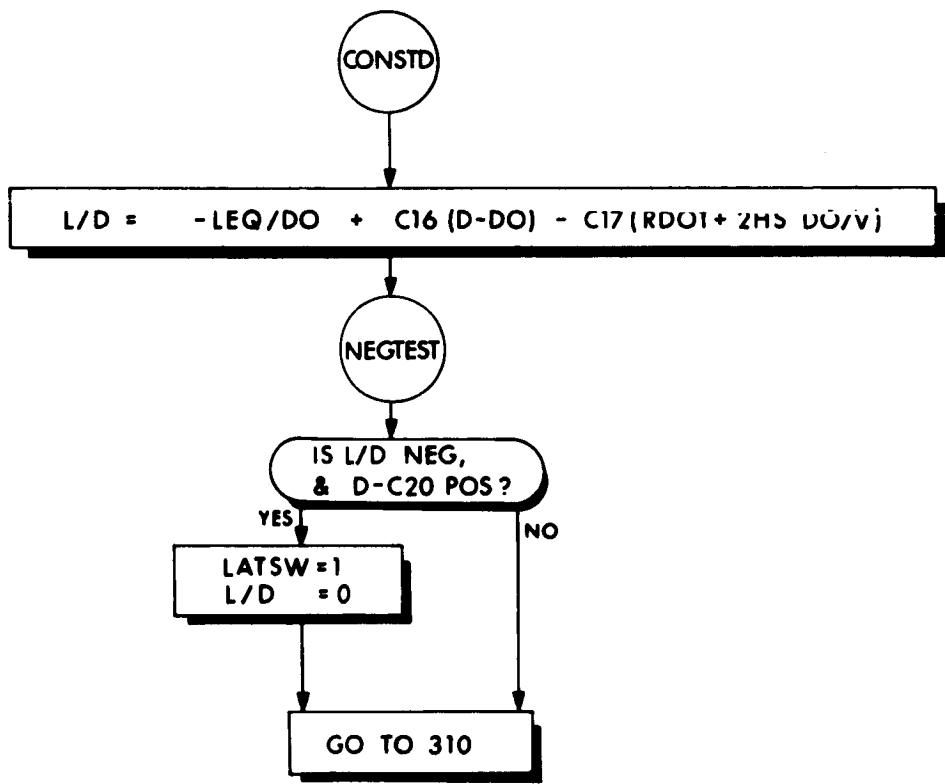 CONSTD
L/D = -LEQ/DO + C16 (D-DO) - C17 (RDOT + 2HS DO/V)
NEGTEST
IS L/D NEG,
& D-C20 POS?
YES
NO
LATSW = 1
L/D = 0
GO TO 310